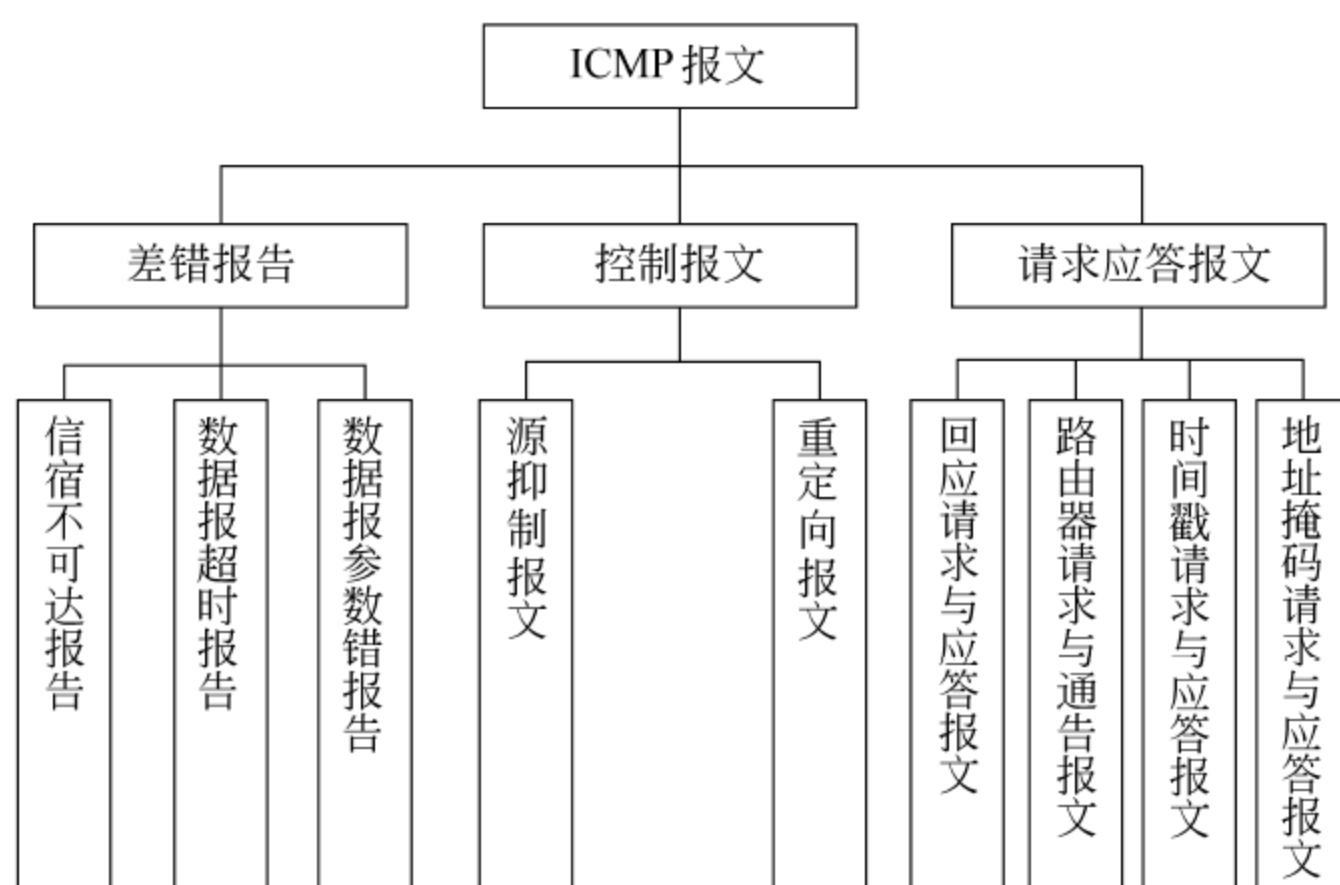 ICMP 报文
差错报告
控制报文
请求应答报文
信宿不可达报告
数据报超时报告
数据报参数错报告
源抑制报文
重定向报文
回应请求与应答报文
路由器请求与通告报文
时间戳请求与应答报文
地址掩码请求与应答报文